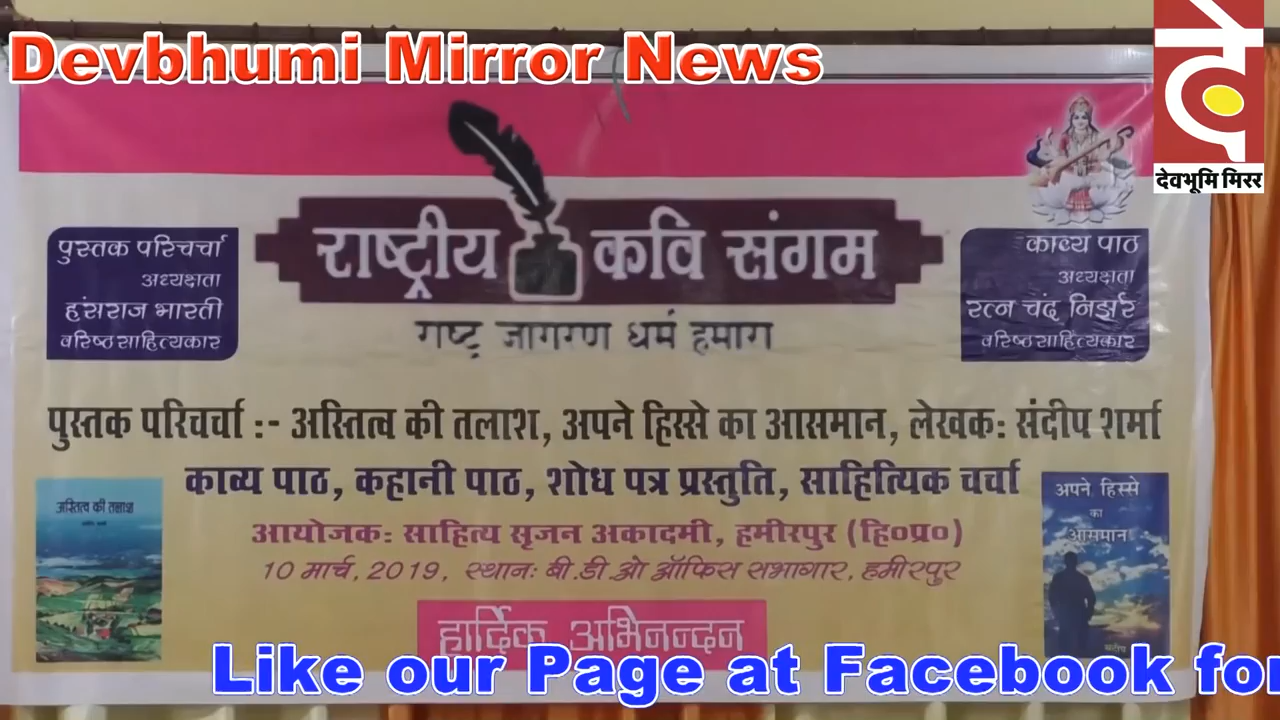 Devbhumi Mirror News
देवभूमि मिरर
राष्ट्रीय कवि संगम
राष्ट्र जागरण धर्म हमारा
पुस्तक परिचर्चा
अध्यक्षता
हंसराज भारती
वरिष्ठ साहित्यकार
काव्य पाठ
अध्यक्षता
रत्न चंद निर्झर
वरिष्ठ साहित्यकार
पुस्तक परिचर्चा :- अस्तित्व की तलाश, अपने हिस्से का आसमान, लेखक: संदीप शर्मा
काव्य पाठ, कहानी पाठ, शोध पत्र प्रस्तुति, साहित्यिक चर्चा
आयोजक: साहित्य सृजन अकादमी, हमीरपुर (हि०प्र०)
10 मार्च, 2019, स्थान: बी.डी.ओ ऑफिस सभागार, हमीरपुर
हार्दिक अभिनन्दन
अस्तित्व की तलाश
अपने हिस्से
का
आसमान
Like our Page at Facebook for